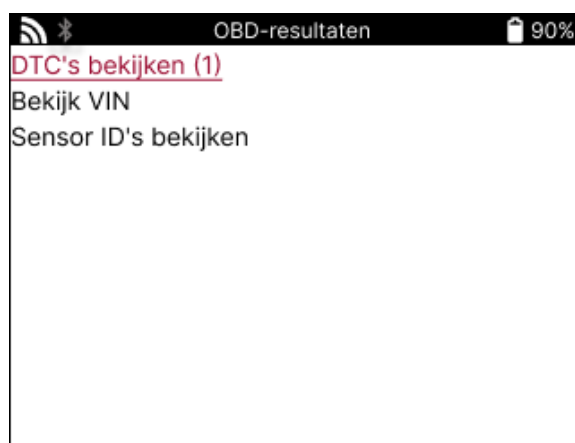 OBD-resultaten 90%
DTC's bekijken (1)
Bekijk VIN
Sensor ID's bekijken